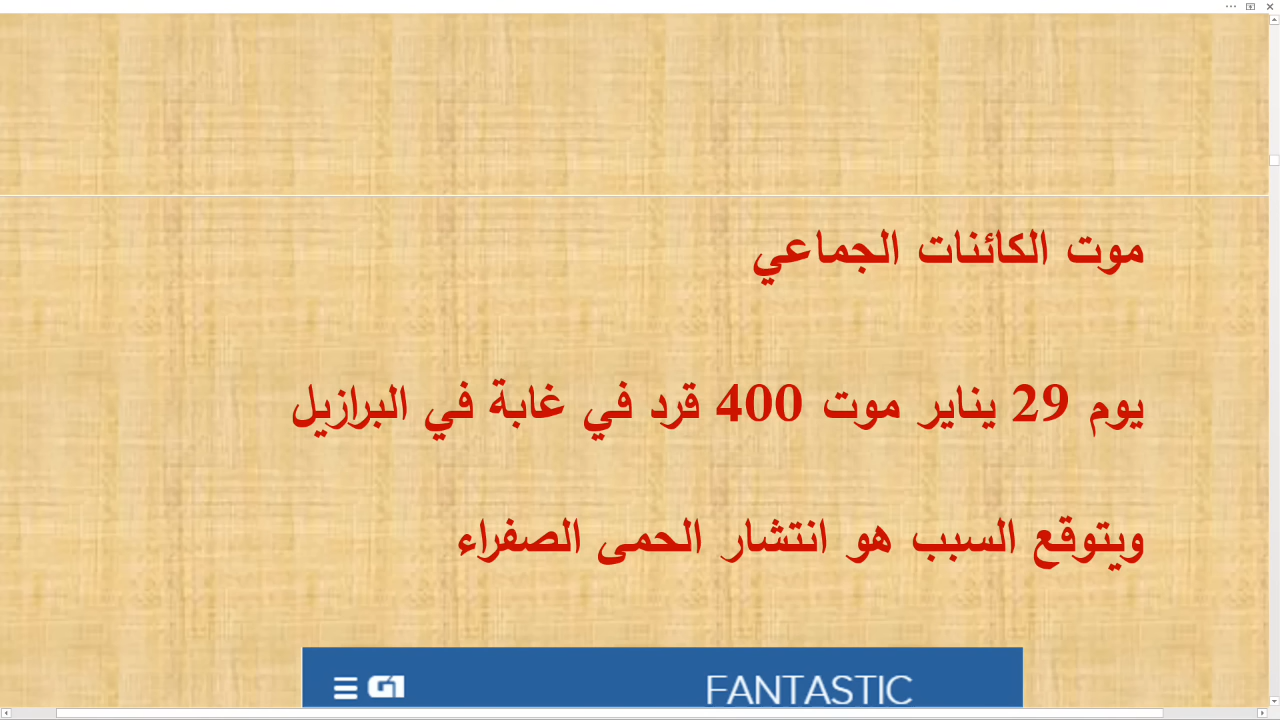 موت الكائنات الجماعي
يوم 29 يناير موت 400 قرد في غابة في البرازيل
ويتوقع السبب هو انتشار الحمى الصفراء
G1 FANTASTIC